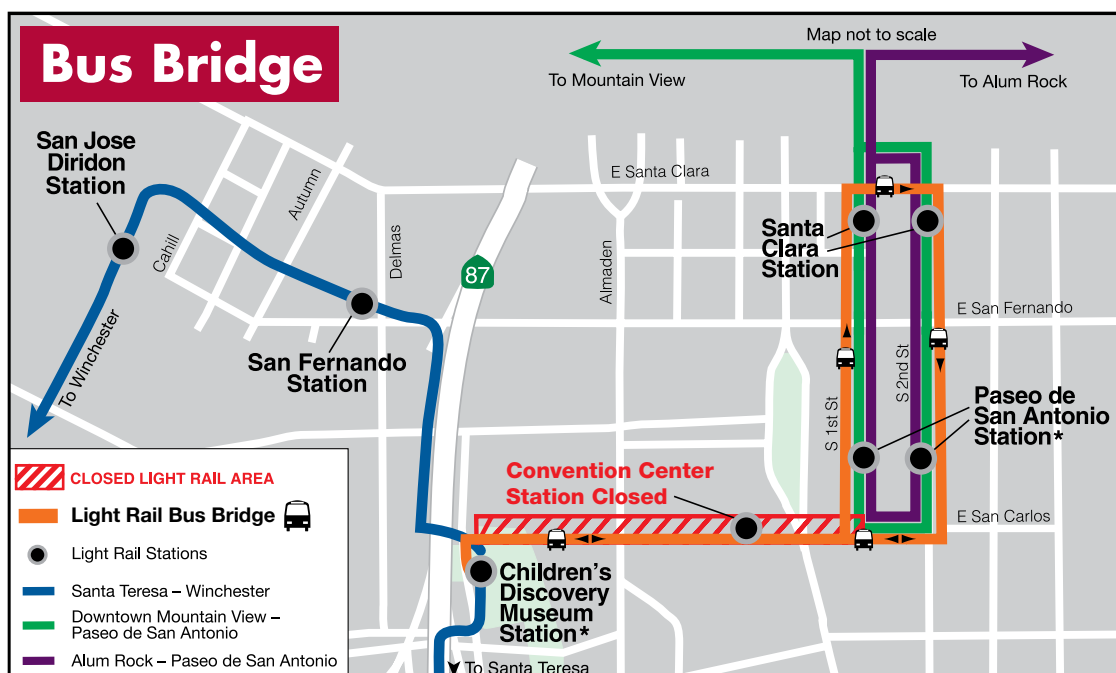 Bus Bridge
Map not to scale
To Mountain View
To Alum Rock
San Jose
Diridon
Station
E Santa Clara
Autumn
Cahill
Delmas
87
Almaden
Santa
Clara
Station
E San Fernando
To Winchester
San Fernando
Station
S 1st St
S 2nd St
Paseo de
San Antonio
Station*
Convention Center
Station Closed
E San Carlos
Children's
Discovery
Museum
Station*
To Santa Teresa
CLOSED LIGHT RAIL AREA
Light Rail Bus Bridge
Light Rail Stations
Santa Teresa – Winchester
Downtown Mountain View –
Paseo de San Antonio
Alum Rock – Paseo de San Antonio